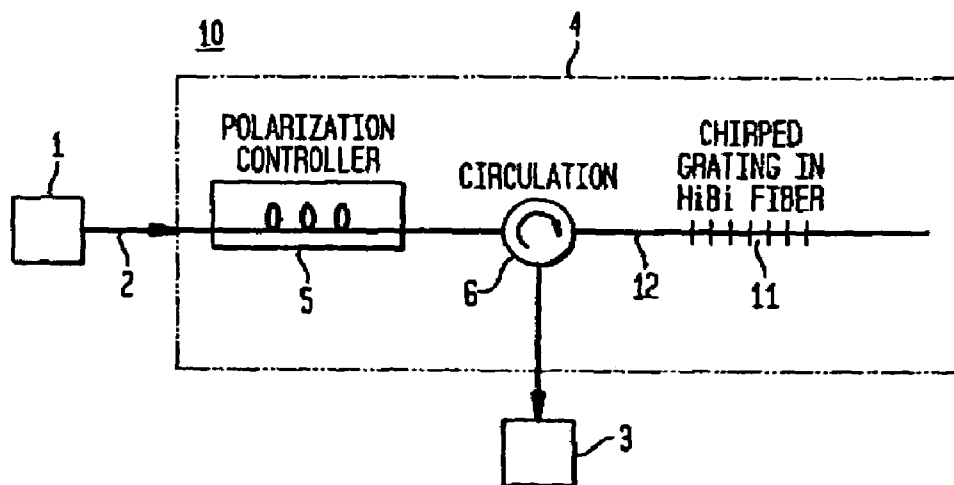 10
4
1
POLARIZATION
CONTROLLER
CIRCULATION
CHIRPED
GRATING IN
HiBi FIBER
2
5
6
12
11
3